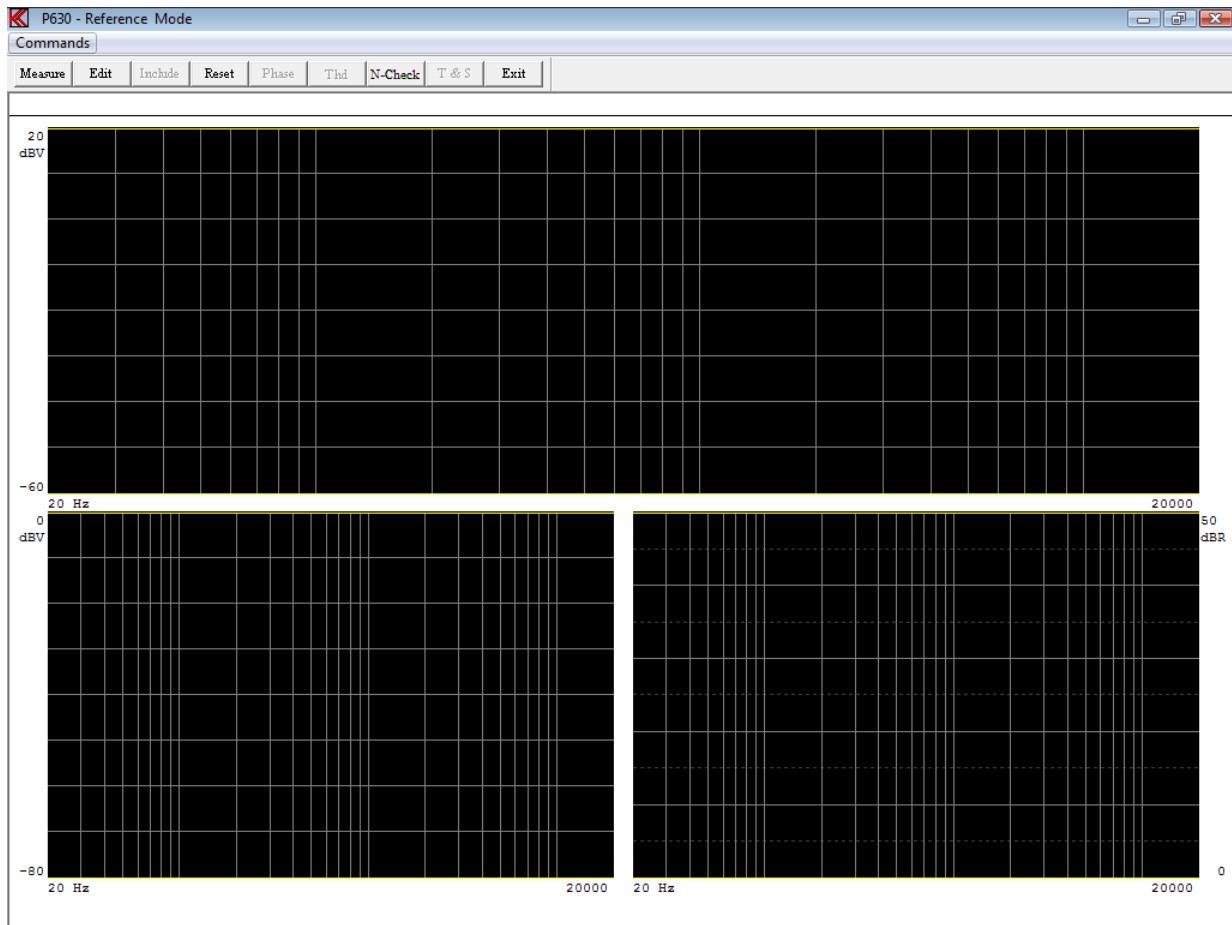 P630 - Reference Mode
Commands
Measure Edit Include Reset Phase Thd N-Check T & S Exit
20
dBV
-60
20 Hz 20000
0
dBV
50
dBR
-80
0
20 Hz 20000 20 Hz 20000